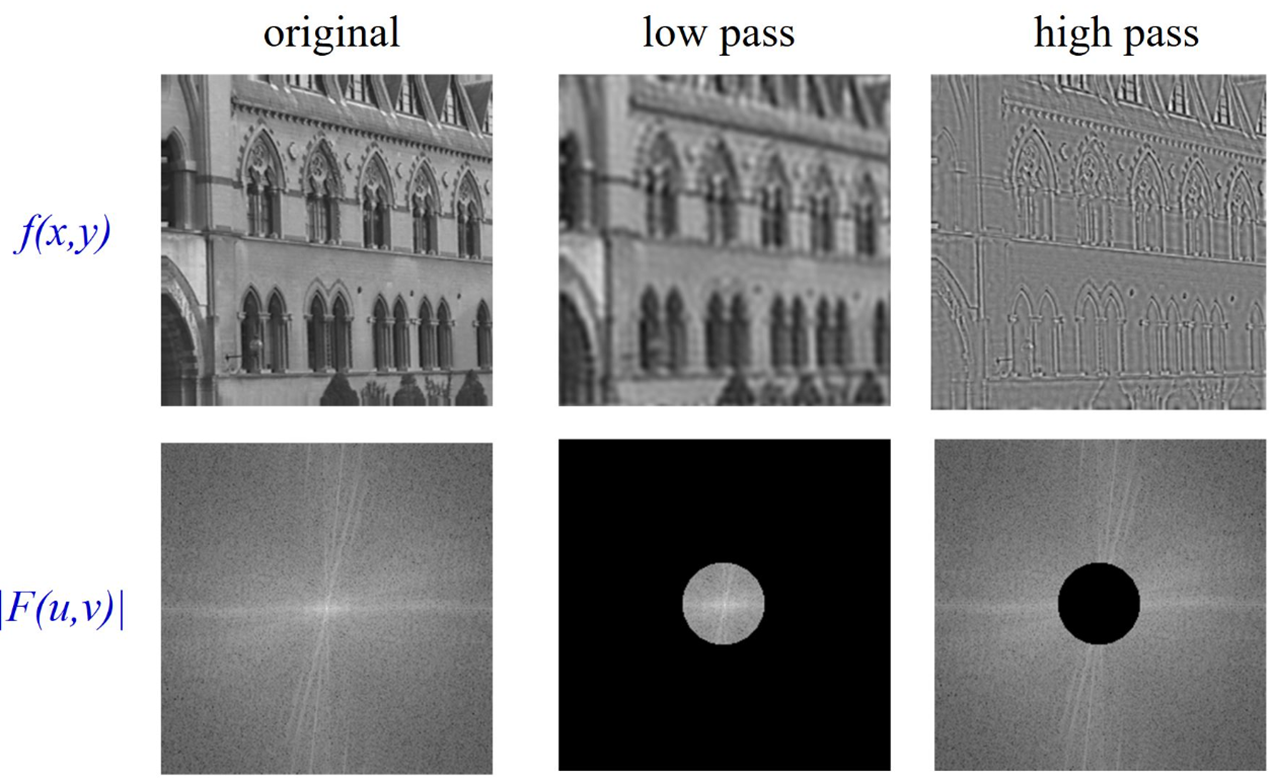 original
low pass
high pass
f(x,y)
|F(u,v)|